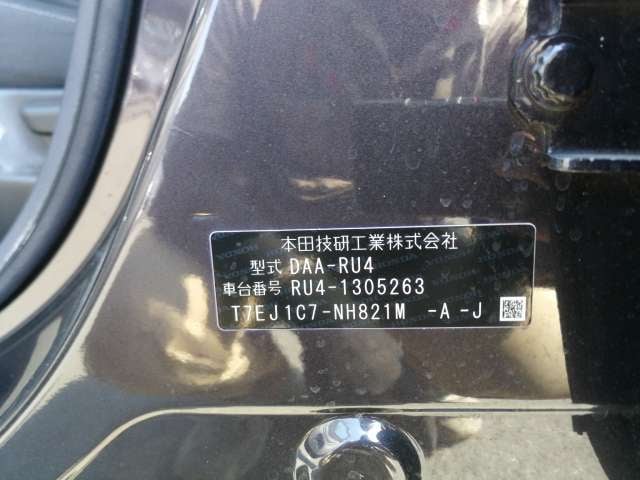 本田技研工業株式会社
型式 DAA-RU4
車台番号 RU4-1305263
T7EJ1C7-NH821M -A -J